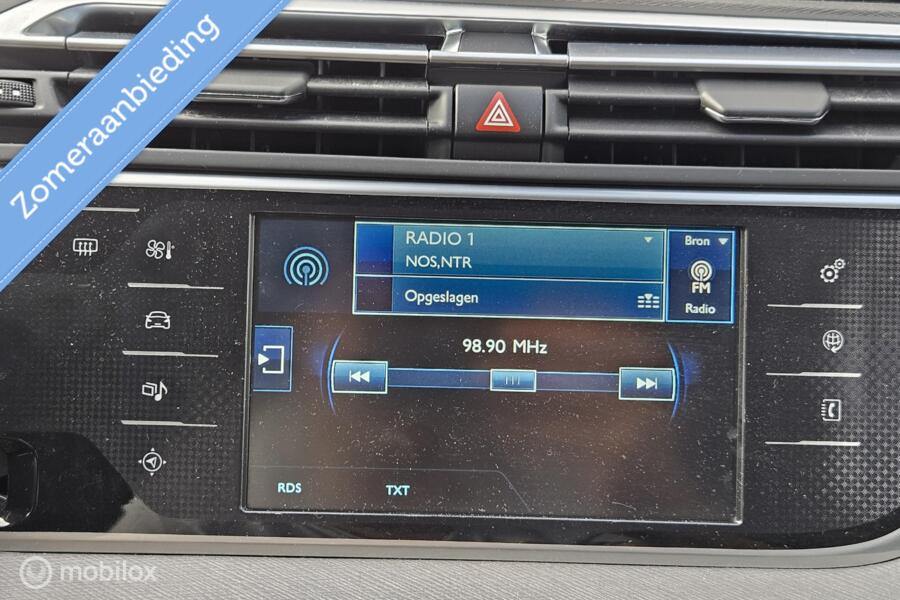 Zomeraanbieding
RADIO 1
NOS,NTR
Opgeslagen
Bron
FM
Radio
98.90 MHz
RDS
TXT
mobilox